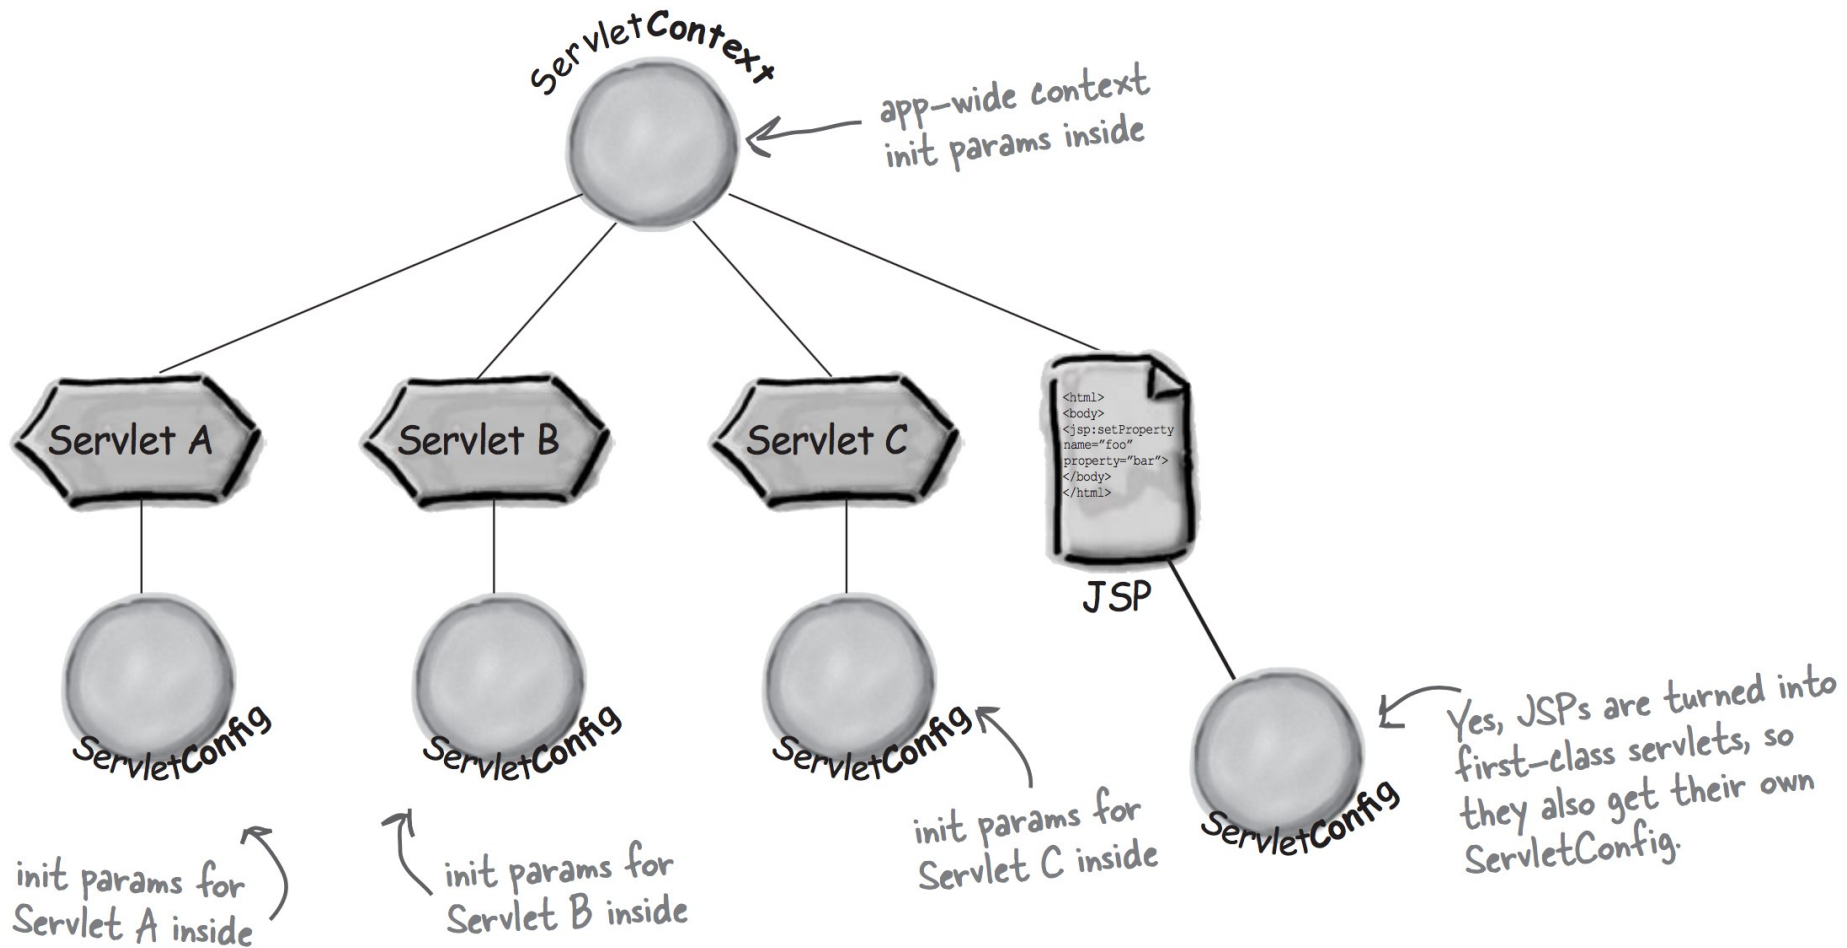 ServletContext
app-wide context
init params inside
Servlet A
Servlet B
Servlet C
<html>
<body>
<jsp:setProperty
name="foo"
property="bar">
</body>
</html>
JSP
ServletConfig
ServletConfig
ServletConfig
ServletConfig
init params for
Servlet A inside
init params for
Servlet B inside
init params for
Servlet C inside
Yes, JSPs are turned into
first-class servlets, so
they also get their own
ServletConfig.